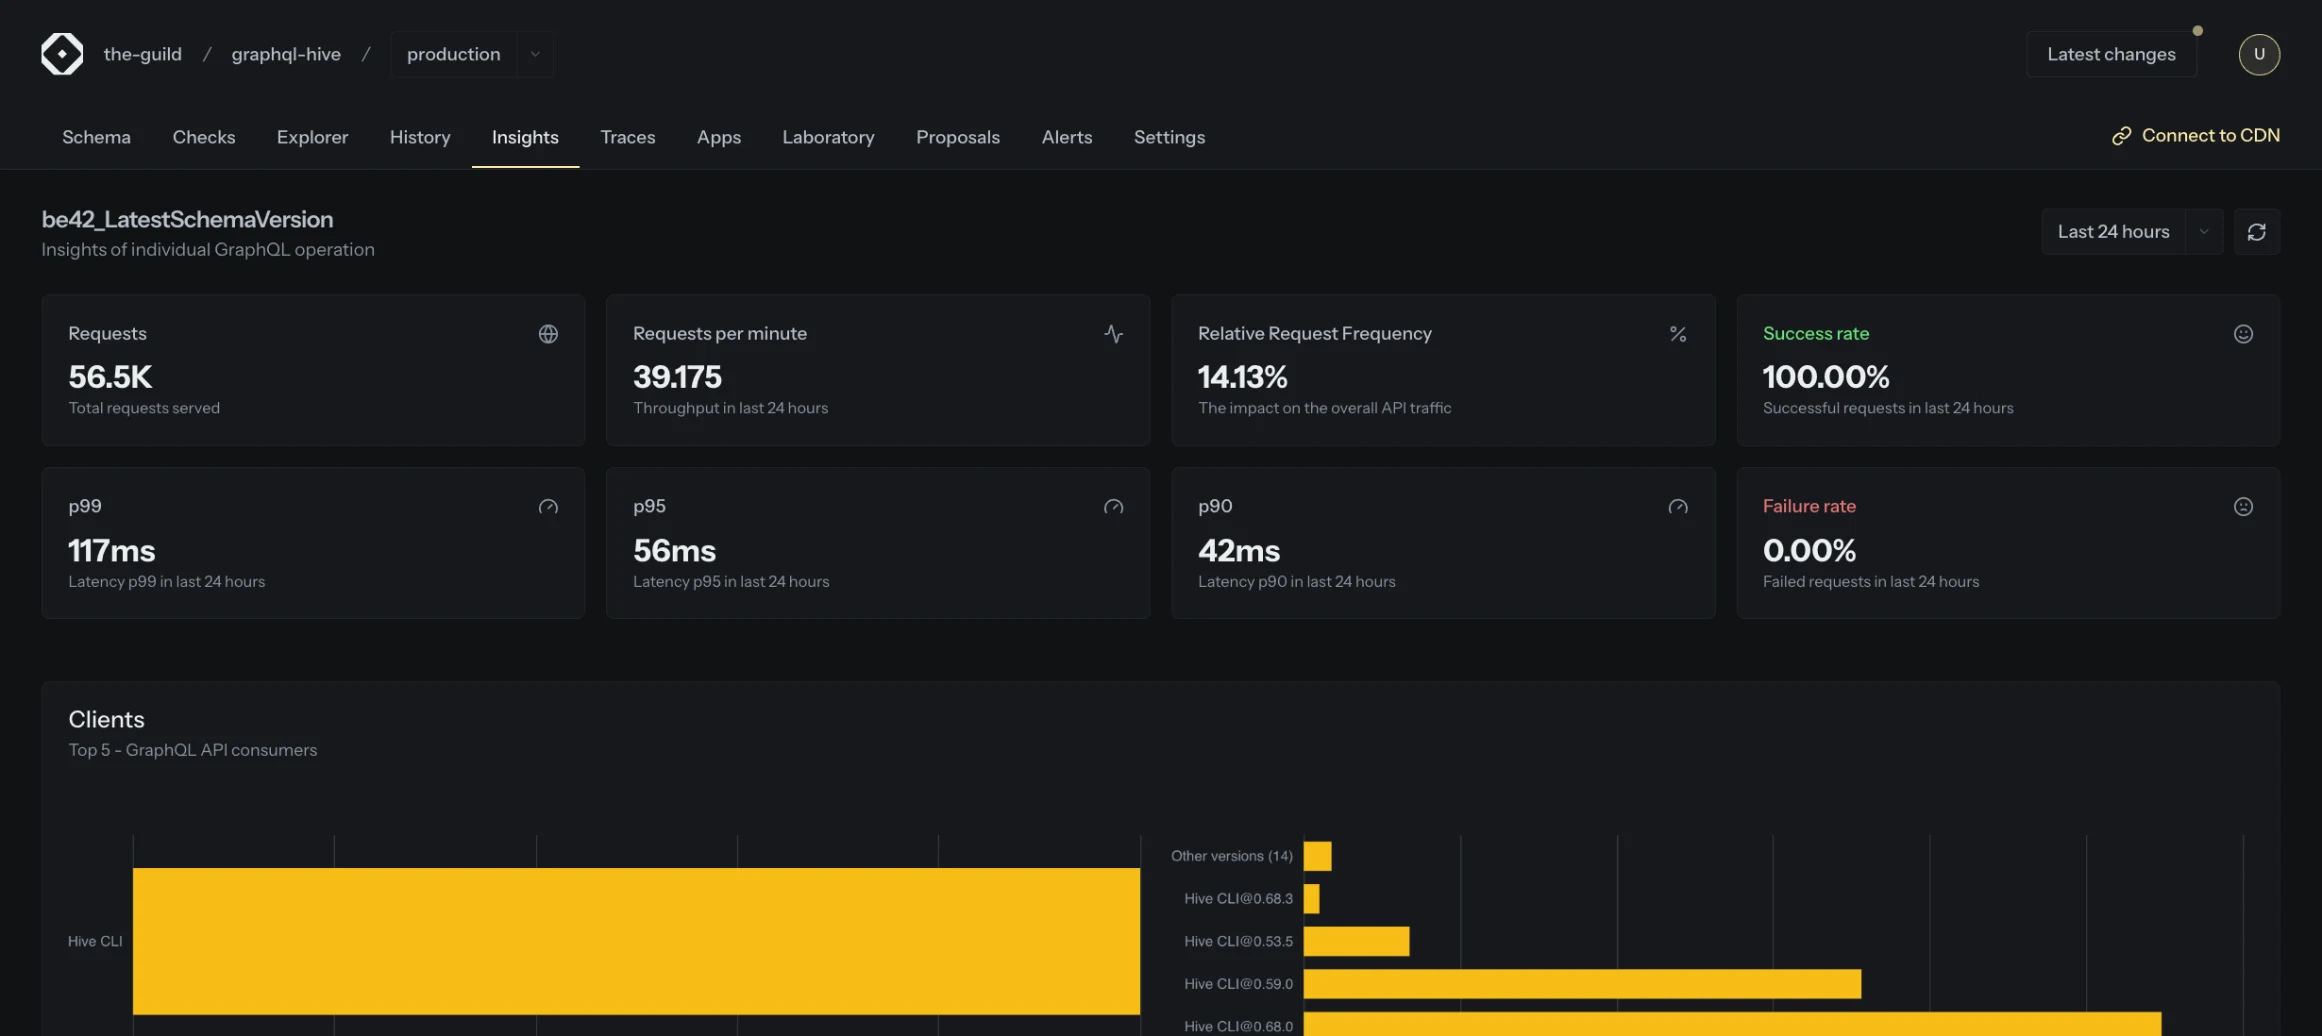 the-guild / graphql-hive / production
Latest changes
U
Schema Checks Explorer History Insights Traces Apps Laboratory Proposals Alerts Settings
Connect to CDN
be42_LatestSchemaVersion
Insights of individual GraphQL operation
Last 24 hours
Requests
56.5K
Total requests served
Requests per minute
39.175
Throughput in last 24 hours
Relative Request Frequency
14.13%
The impact on the overall API traffic
Success rate
100.00%
Successful requests in last 24 hours
p99
117ms
Latency p99 in last 24 hours
p95
56ms
Latency p95 in last 24 hours
p90
42ms
Latency p90 in last 24 hours
Failure rate
0.00%
Failed requests in last 24 hours
Clients
Top 5 - GraphQL API consumers
Hive CLI
Other versions (14)
Hive CLI@0.68.3
Hive CLI@0.53.5
Hive CLI@0.59.0
Hive CLI@0.68.0